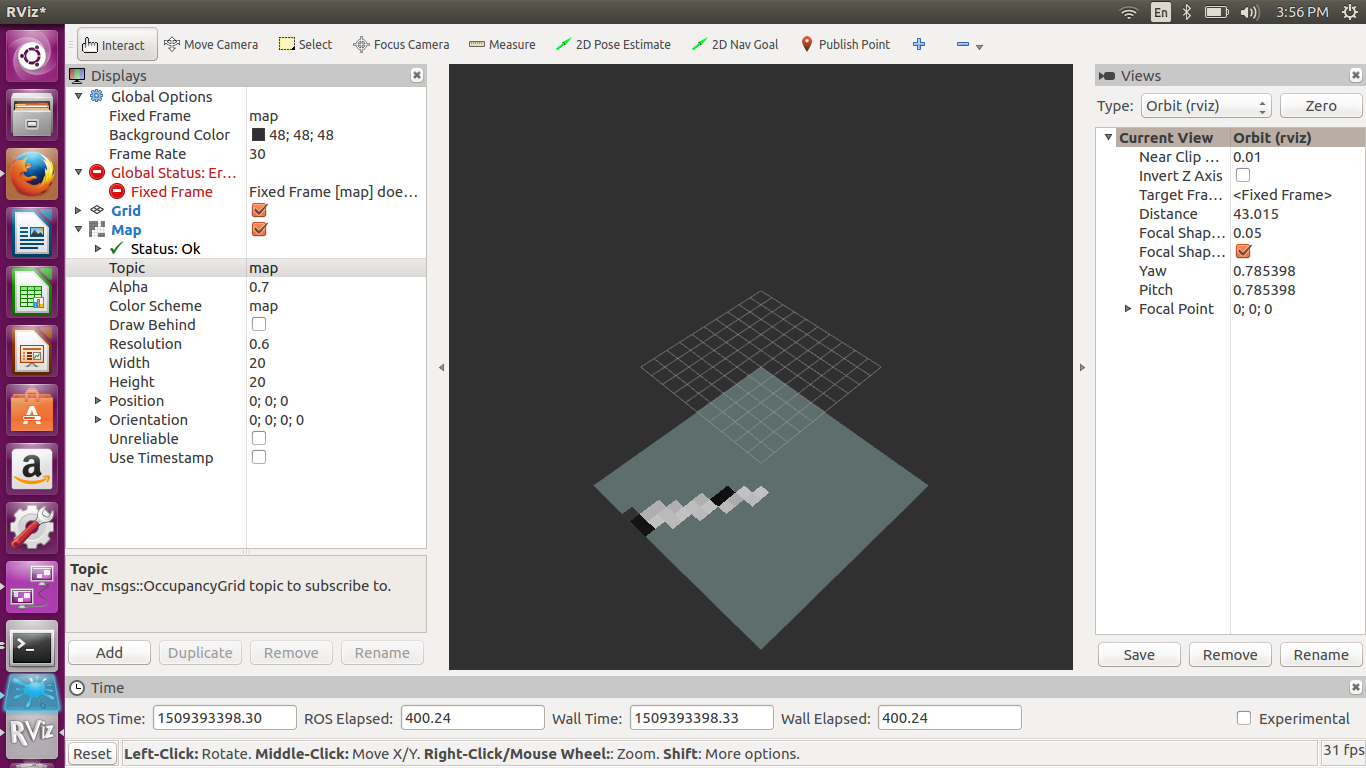 RViz*
En
3:56 PM
Interact
Move Camera
Select
Focus Camera
Measure
2D Pose Estimate
2D Nav Goal
Publish Point
Displays
Global Options
Fixed Frame map
Background Color 48; 48; 48
Frame Rate 30
Global Status: Er...
Fixed Frame Fixed Frame [map] doe...
Grid
Map
Status: Ok
Topic map
Alpha 0.7
Color Scheme map
Draw Behind
Resolution 0.6
Width 20
Height 20
Position 0; 0; 0
Orientation 0; 0; 0; 0
Unreliable
Use Timestamp
Topic
nav_msgs::OccupancyGrid topic to subscribe to.
Add Duplicate Remove Rename
Views
Type: Orbit (rviz) Zero
Current View Orbit (rviz)
Near Clip ... 0.01
Invert Z Axis
Target Fra... <Fixed Frame>
Distance 43.015
Focal Shap... 0.05
Focal Shap...
Yaw 0.785398
Pitch 0.785398
Focal Point 0; 0; 0
Save Remove Rename
Time
ROS Time: 1509393398.30 ROS Elapsed: 400.24 Wall Time: 1509393398.33 Wall Elapsed: 400.24 Experimental
Reset Left-Click: Rotate. Middle-Click: Move X/Y. Right-Click/Mouse Wheel:: Zoom. Shift: More options. 31 fps
A
a
>_
RViz